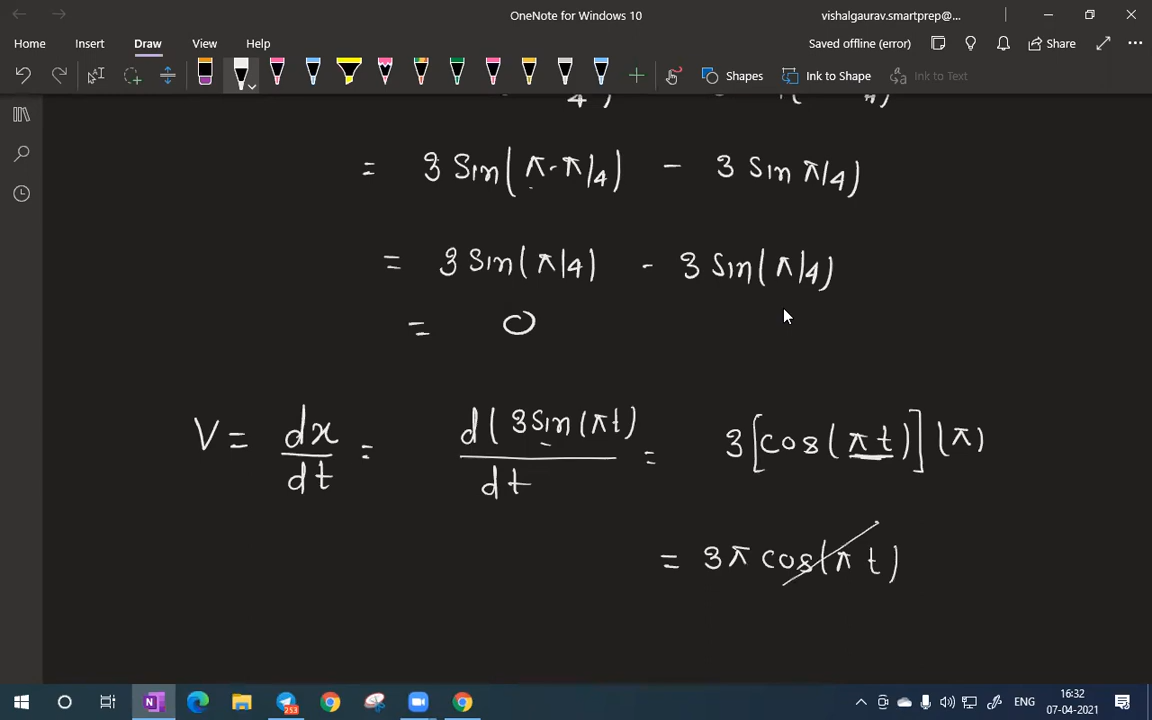 OneNote for Windows 10
vishalgaurav.smartprep@...
Home Insert Draw View Help
Saved offline (error)
Share
Shapes
Ink to Shape
Ink to Text
= 3 Sin(π-π/4) - 3 Sin π/4)
= 3 Sin(π/4) - 3 Sin(π/4)
= 0
V = dx/dt = d(3Sin(πt)/dt = 3[cos(πt)](π)
= 3π cos(πt)
253
ENG
16:32
07-04-2021